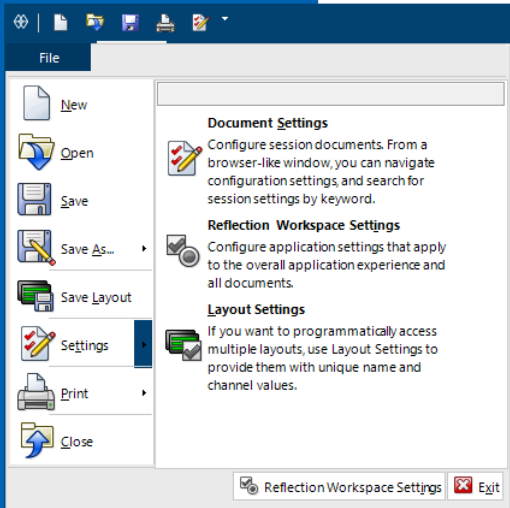 File
New
Open
Save
Save As...
Save Layout
Settings
Print
Close
Document Settings
Configure session documents. From a
browser-like window, you can navigate
configuration settings, and search for
session settings by keyword.
Reflection Workspace Settings
Configure application settings that apply
to the overall application experience and
all documents.
Layout Settings
If you want to programmatically access
multiple layouts, use Layout Settings to
provide them with unique name and
channel values.
Reflection Workspace Settings
Exit